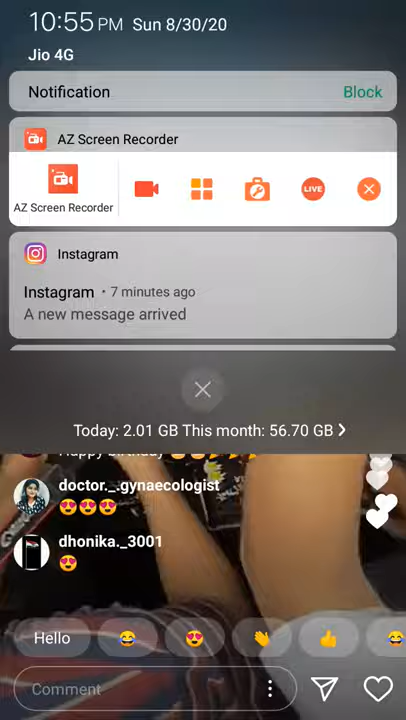 10:55 PM Sun 8/30/20
Jio 4G
Notification Block
AZ Screen Recorder
AZ Screen Recorder LIVE
Instagram
Instagram • 7 minutes ago
A new message arrived
Today: 2.01 GB This month: 56.70 GB
Happy birthday
doctor._.gynaecologist
😍😍😍
dhonika._3001
😍
Hello 😂 😍 👏 👍 😂
Comment